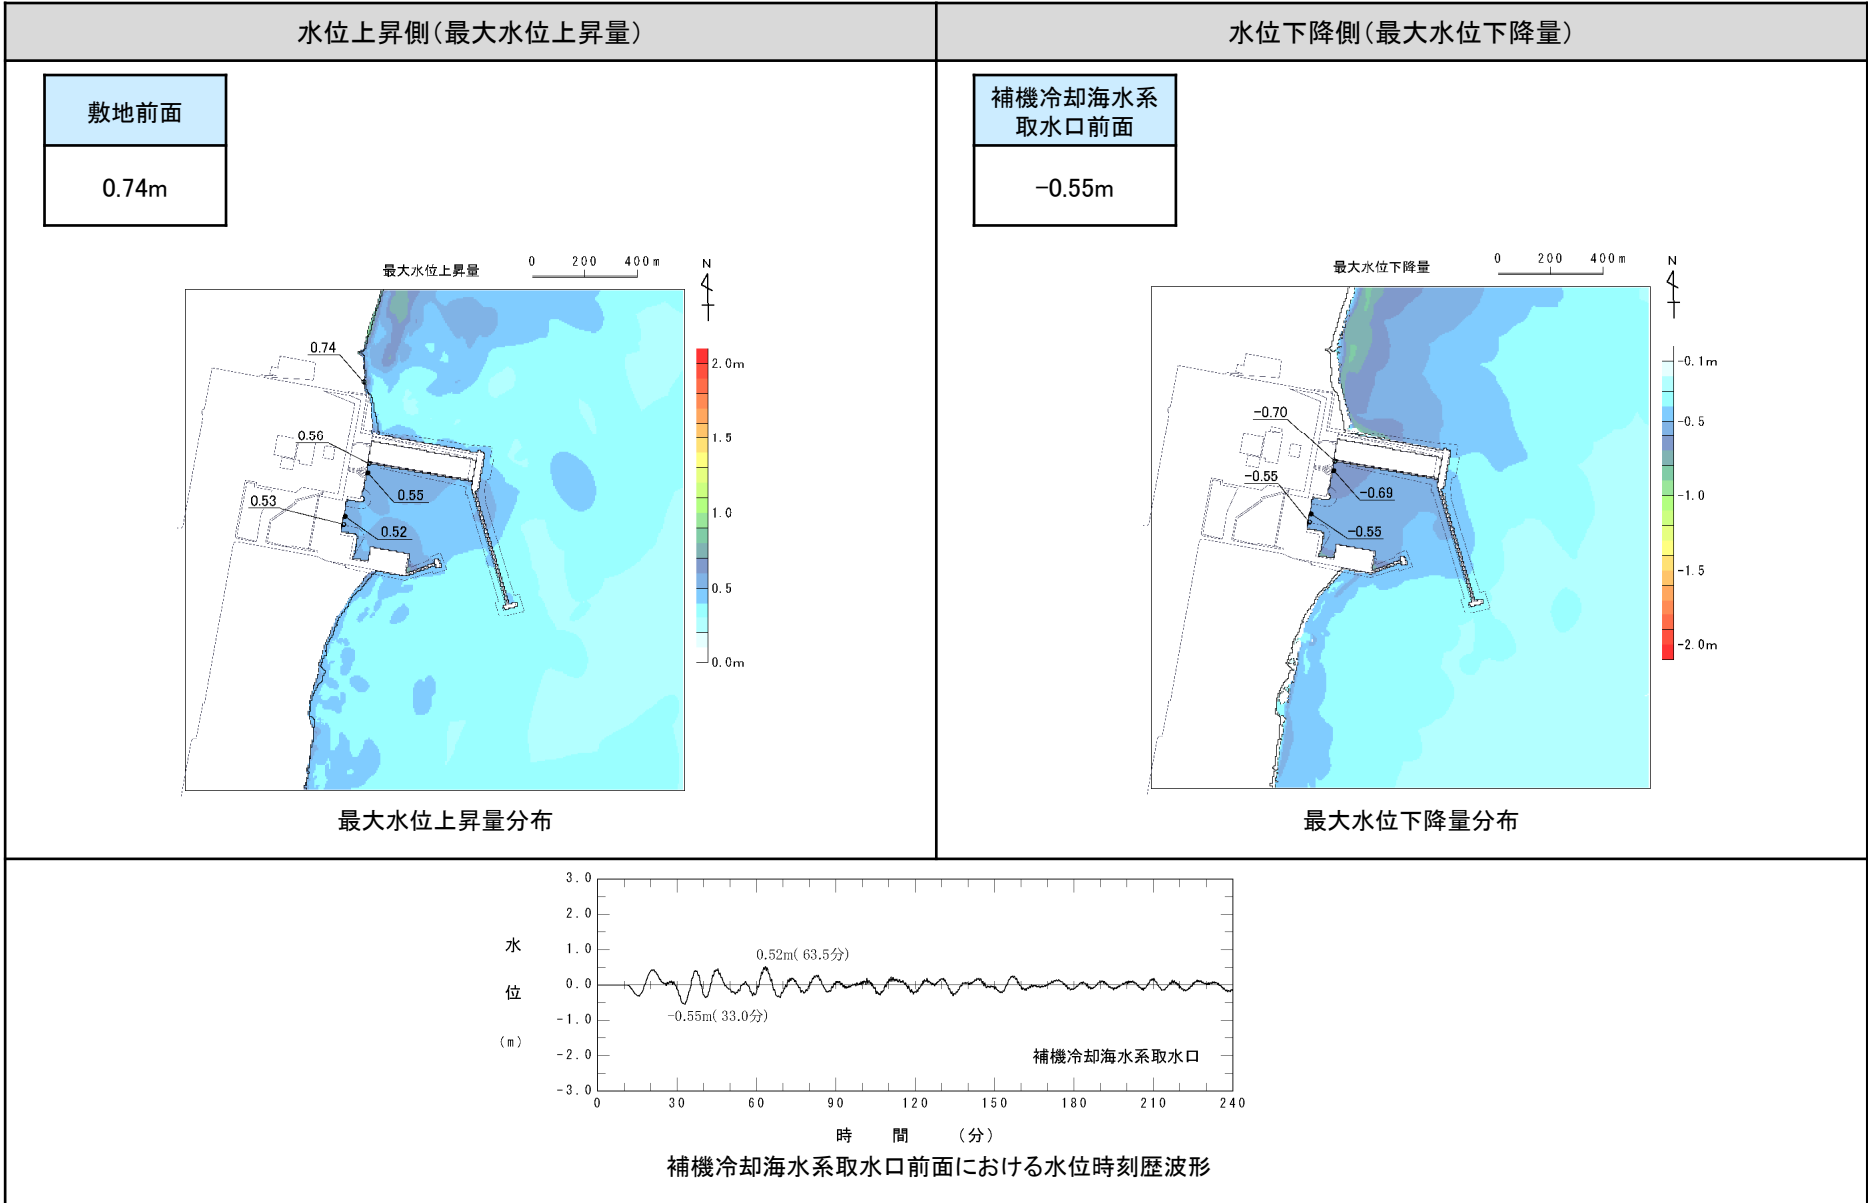 水位上昇側(最大水位上昇量)
水位下降側(最大水位下降量)
敷地前面
0.74m
補機冷却海水系
取水口前面
-0.55m
最大水位上昇量
0 200 400m
N
0.74
0.56
0.55
0.53
0.52
2.0m
1.5
1.0
0.5
0.0m
最大水位上昇量分布
最大水位下降量
0 200 400m
N
-0.70
-0.69
-0.55
-0.55
-0.1m
-0.5
-1.0
-1.5
-2.0m
最大水位下降量分布
3.0
2.0
1.0
0.0
-1.0
-2.0
-3.0
水位(m)
0.52m( 63.5分)
-0.55m( 33.0分)
補機冷却海水系取水口
0 30 60 90 120 150 180 210 240
時 間 (分)
補機冷却海水系取水口前面における水位時刻歴波形